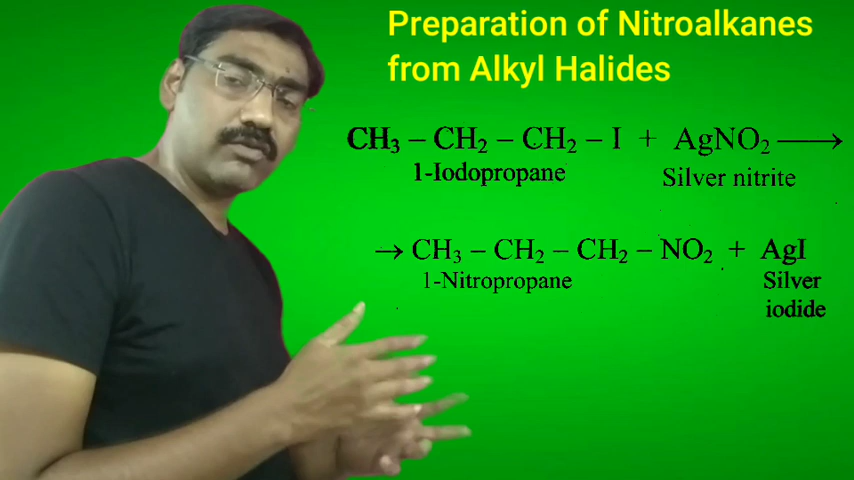 Preparation of Nitroalkanes
from Alkyl Halides
CH₃ – CH₂ – CH₂ – I + AgNO₂ ⟶
1-Iodopropane Silver nitrite
→ CH₃ – CH₂ – CH₂ – NO₂ + AgI
1-Nitropropane Silver
iodide